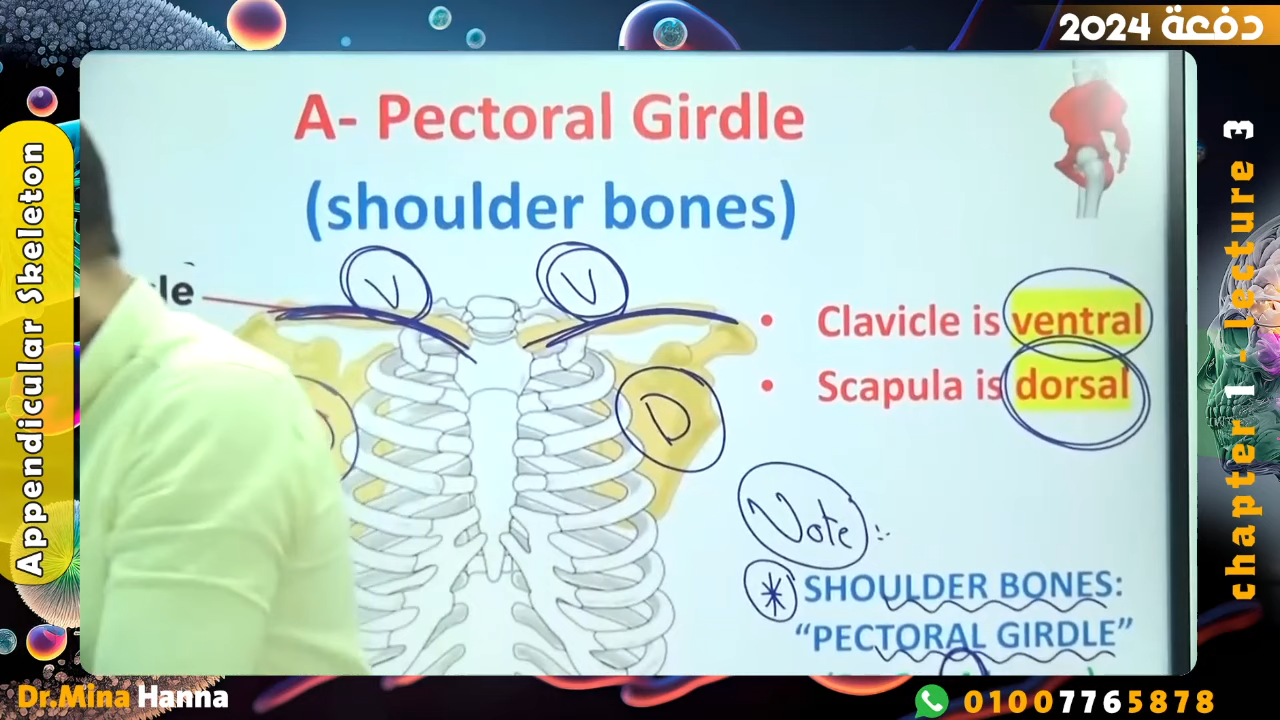 دفعة 2024
A- Pectoral Girdle
(shoulder bones)
le
V
V
D
• Clavicle is ventral
• Scapula is dorsal
Note :-
* SHOULDER BONES:
“PECTORAL GIRDLE”
Appendicular Skeleton
chapter 1 - lecture 3
Dr.Mina Hanna
01007765878